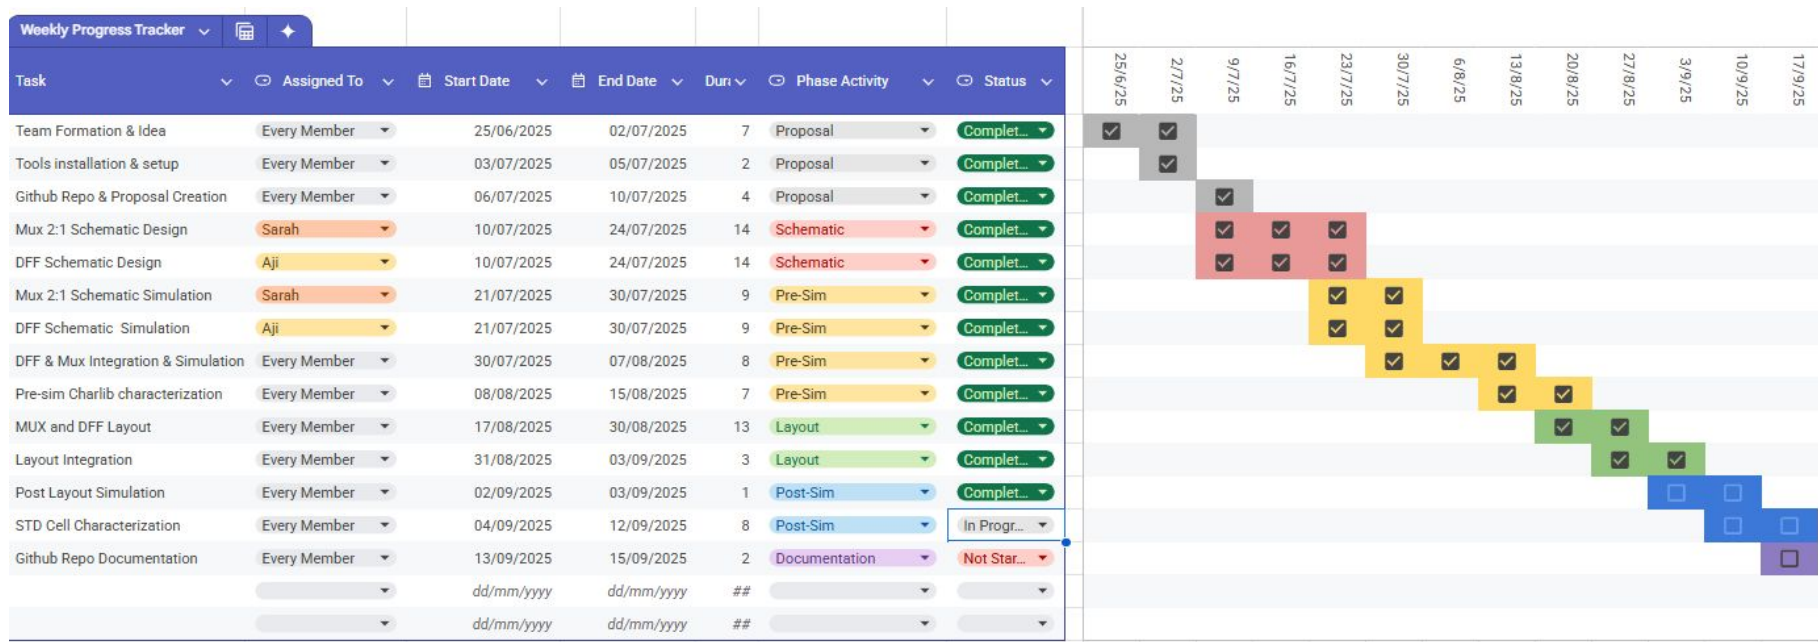 Weekly Progress Tracker
Task Assigned To Start Date End Date Dura Phase Activity Status 25/6/25 2/7/25 9/7/25 16/7/25 23/7/25 30/7/25 6/8/25 13/8/25 20/8/25 27/8/25 3/9/25 10/9/25 17/9/25
Team Formation & Idea Every Member 25/06/2025 02/07/2025 7 Proposal Complet...
Tools installation & setup Every Member 03/07/2025 05/07/2025 2 Proposal Complet...
Github Repo & Proposal Creation Every Member 06/07/2025 10/07/2025 4 Proposal Complet...
Mux 2:1 Schematic Design Sarah 10/07/2025 24/07/2025 14 Schematic Complet...
DFF Schematic Design Aji 10/07/2025 24/07/2025 14 Schematic Complet...
Mux 2:1 Schematic Simulation Sarah 21/07/2025 30/07/2025 9 Pre-Sim Complet...
DFF Schematic Simulation Aji 21/07/2025 30/07/2025 9 Pre-Sim Complet...
DFF & Mux Integration & Simulation Every Member 30/07/2025 07/08/2025 8 Pre-Sim Complet...
Pre-sim Charlib characterization Every Member 08/08/2025 15/08/2025 7 Pre-Sim Complet...
MUX and DFF Layout Every Member 17/08/2025 30/08/2025 13 Layout Complet...
Layout Integration Every Member 31/08/2025 03/09/2025 3 Layout Complet...
Post Layout Simulation Every Member 02/09/2025 03/09/2025 1 Post-Sim Complet...
STD Cell Characterization Every Member 04/09/2025 12/09/2025 8 Post-Sim In Progr...
Github Repo Documentation Every Member 13/09/2025 15/09/2025 2 Documentation Not Star...
dd/mm/yyyy dd/mm/yyyy ##
dd/mm/yyyy dd/mm/yyyy ##